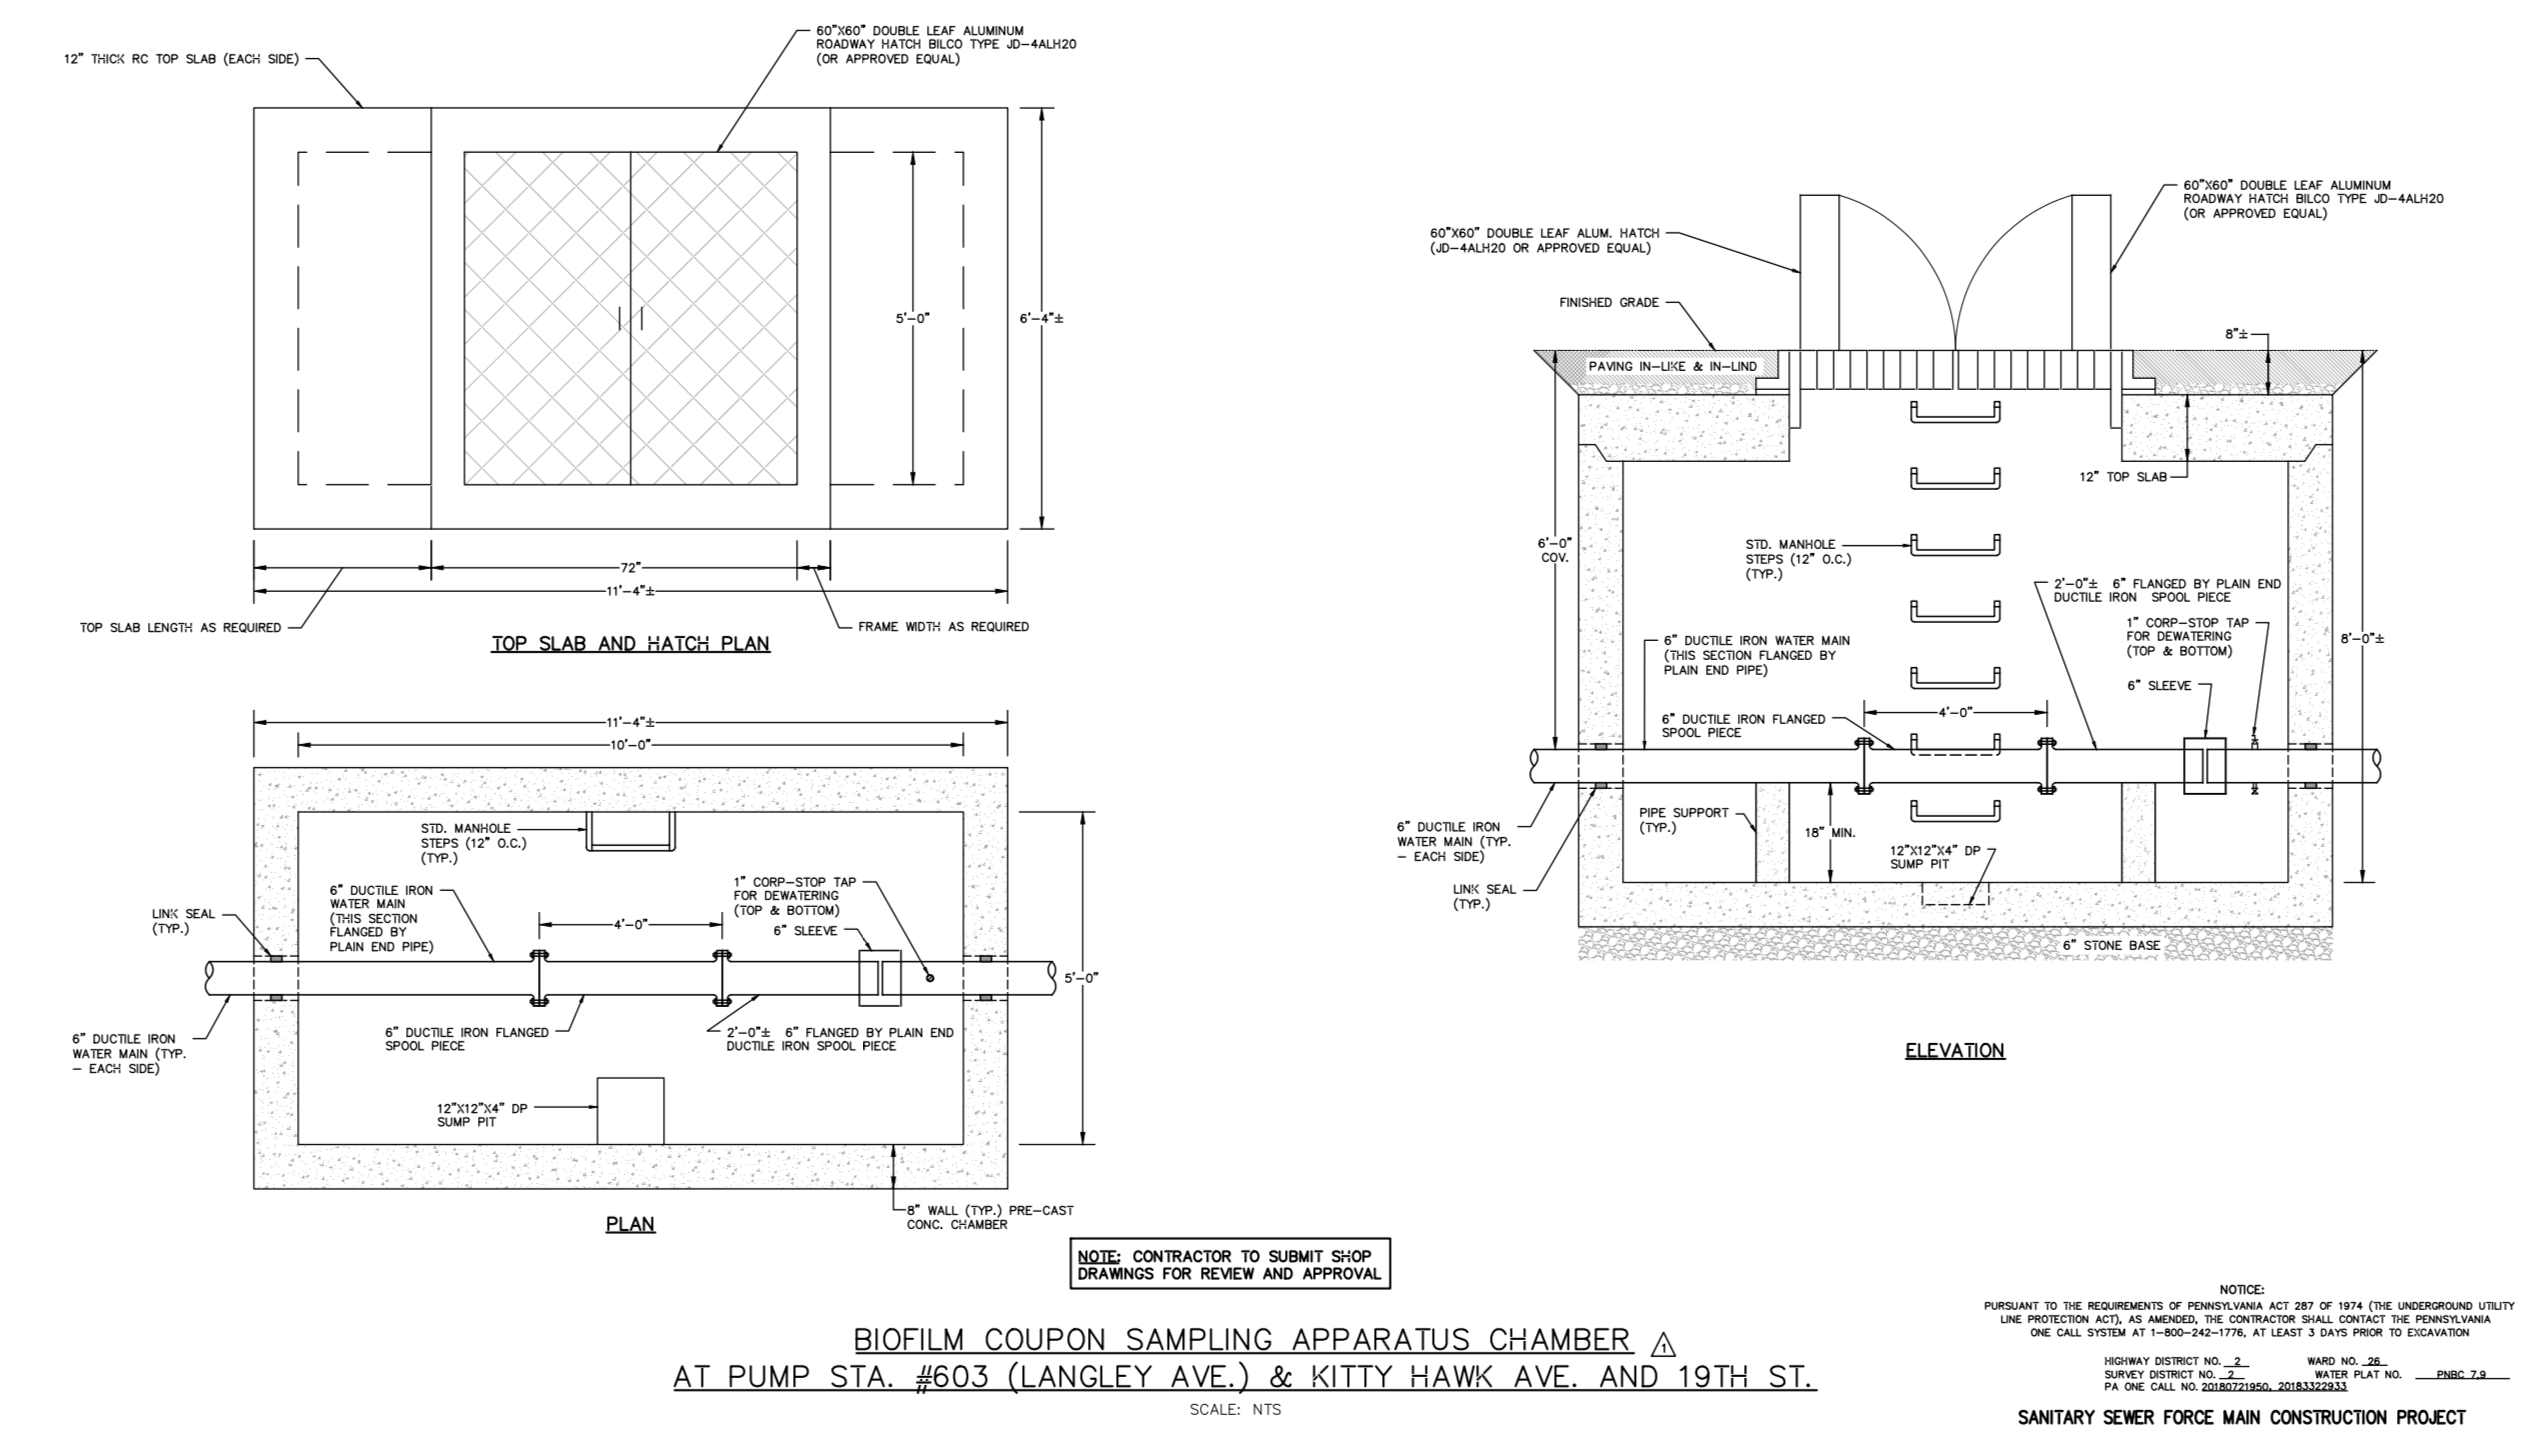 12" THICK RC TOP SLAB (EACH SIDE)
60"X60" DOUBLE LEAF ALUMINUM
ROADWAY HATCH BILCO TYPE JD-4ALH20
(OR APPROVED EQUAL)
5'-0"
6'-4"±
72"
11'-4"±
TOP SLAB LENGTH AS REQUIRED
FRAME WIDTH AS REQUIRED
TOP SLAB AND HATCH PLAN
11'-4"±
10'-0"
STD. MANHOLE
STEPS (12" O.C.)
(TYP.)
6" DUCTILE IRON
WATER MAIN
(THIS SECTION
FLANGED BY
PLAIN END PIPE)
1" CORP-STOP TAP
FOR DEWATERING
(TOP & BOTTOM)
LINK SEAL
(TYP.)
4'-0"
6" SLEEVE
5'-0"
6" DUCTILE IRON
WATER MAIN (TYP.
- EACH SIDE)
6" DUCTILE IRON FLANGED
SPOOL PIECE
2'-0"± 6" FLANGED BY PLAIN END
DUCTILE IRON SPOOL PIECE
12"X12"X4" DP
SUMP PIT
8" WALL (TYP.) PRE-CAST
CONC. CHAMBER
PLAN
60"X60" DOUBLE LEAF ALUMINUM
ROADWAY HATCH BILCO TYPE JD-4ALH20
(OR APPROVED EQUAL)
60"X60" DOUBLE LEAF ALUM. HATCH
(JD-4ALH20 OR APPROVED EQUAL)
FINISHED GRADE
8"±
PAVING IN-LIKE & IN-LIND
12" TOP SLAB
6'-0"
COV.
STD. MANHOLE
STEPS (12" O.C.)
(TYP.)
2'-0"± 6" FLANGED BY PLAIN END
DUCTILE IRON SPOOL PIECE
1" CORP-STOP TAP
FOR DEWATERING
(TOP & BOTTOM)
8'-0"±
6" DUCTILE IRON WATER MAIN
(THIS SECTION FLANGED BY
PLAIN END PIPE)
6" SLEEVE
4'-0"
6" DUCTILE IRON FLANGED
SPOOL PIECE
PIPE SUPPORT
(TYP.)
18" MIN.
6" DUCTILE IRON
WATER MAIN (TYP.
- EACH SIDE)
12"X12"X4" DP
SUMP PIT
LINK SEAL
(TYP.)
6" STONE BASE
ELEVATION
NOTE: CONTRACTOR TO SUBMIT SHOP
DRAWINGS FOR REVIEW AND APPROVAL
BIOFILM COUPON SAMPLING APPARATUS CHAMBER 1
AT PUMP STA. #603 (LANGLEY AVE.) & KITTY HAWK AVE. AND 19TH ST.
SCALE: NTS
NOTICE:
PURSUANT TO THE REQUIREMENTS OF PENNSYLVANIA ACT 287 OF 1974 (THE UNDERGROUND UTILITY
LINE PROTECTION ACT), AS AMENDED, THE CONTRACTOR SHALL CONTACT THE PENNSYLVANIA
ONE CALL SYSTEM AT 1-800-242-1776, AT LEAST 3 DAYS PRIOR TO EXCAVATION
HIGHWAY DISTRICT NO. 2 WARD NO. 26
SURVEY DISTRICT NO. 2 WATER PLAT NO. PNBC 7,9
PA ONE CALL NO. 20180721950, 20183322933
SANITARY SEWER FORCE MAIN CONSTRUCTION PROJECT